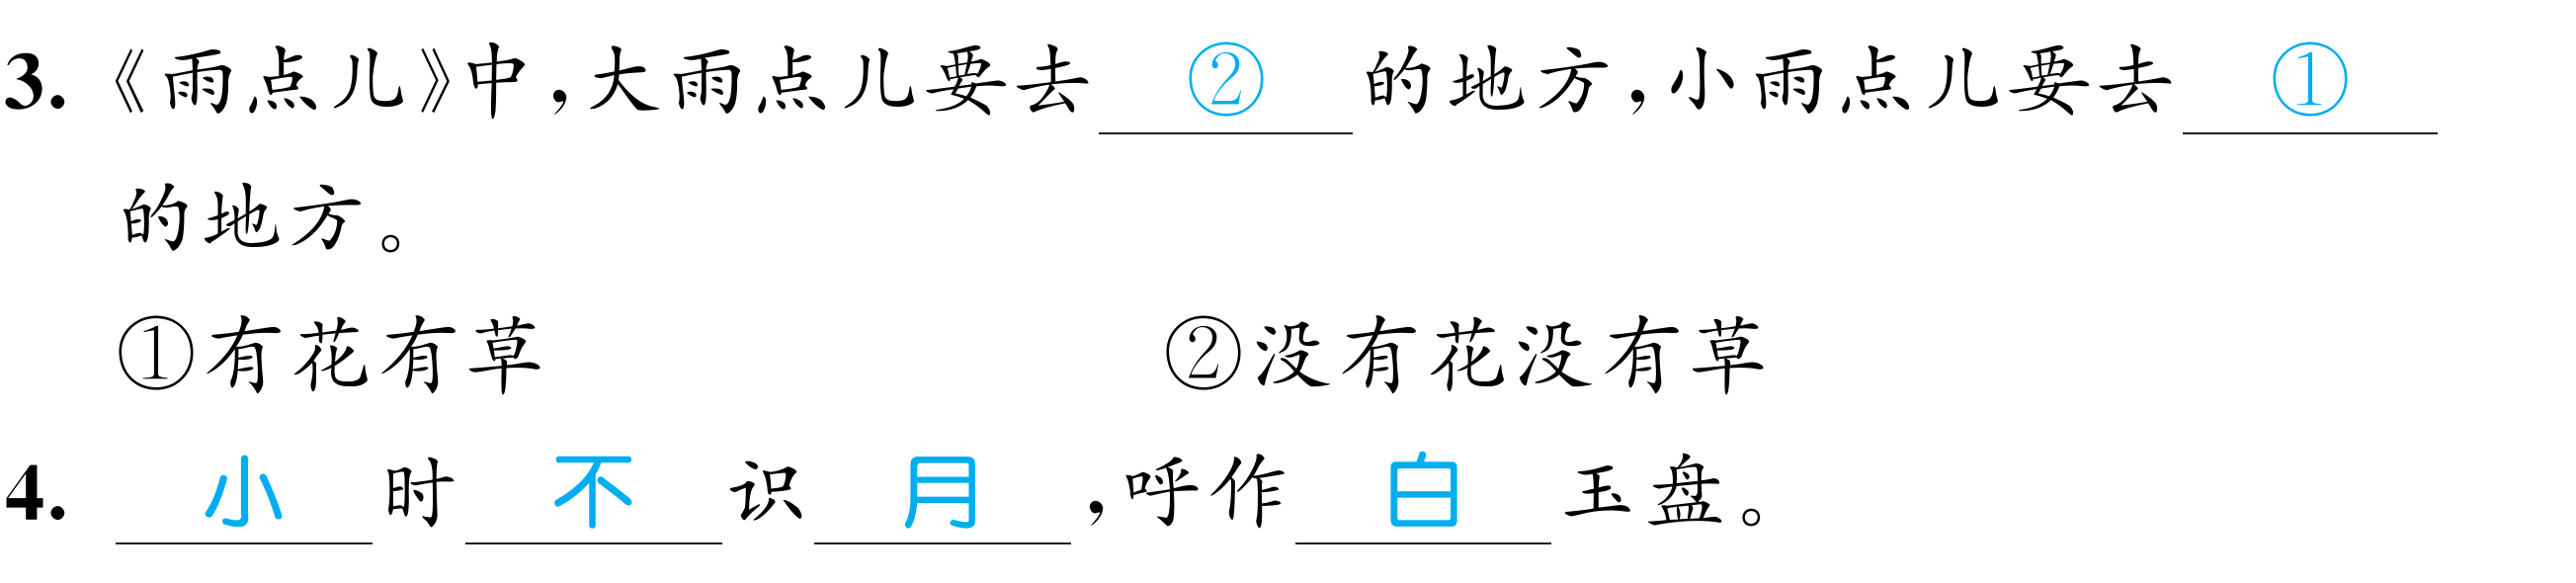 3.《雨点儿》中,大雨点儿要去 ② 的地方,小雨点儿要去 ①
的地方。
①有花有草 ②没有花没有草
4. 小 时 不 识 月 ,呼作 白 玉盘。